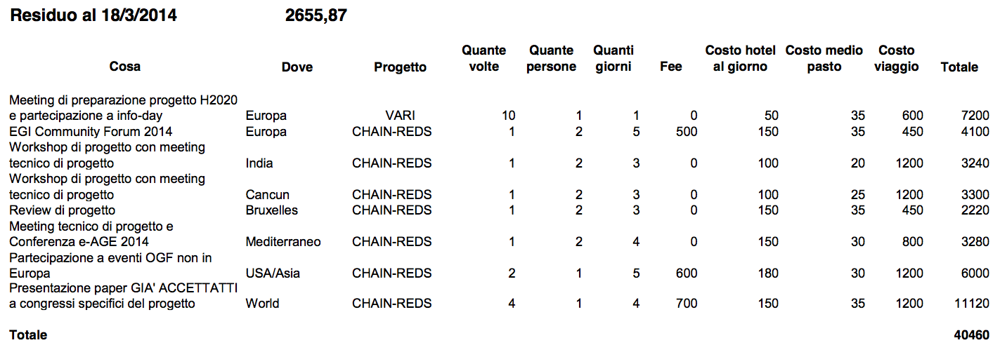 Residuo al 18/3/2014 2655,87
Quante Quante Quanti Costo hotel Costo medio Costo
Cosa Dove Progetto volte persone giorni Fee al giorno pasto viaggio Totale
Meeting di preparazione progetto H2020
e partecipazione a info-day Europa VARI 10 1 1 0 50 35 600 7200
EGI Community Forum 2014 Europa CHAIN-REDS 1 2 5 500 150 35 450 4100
Workshop di progetto con meeting
tecnico di progetto India CHAIN-REDS 1 2 3 0 100 20 1200 3240
Workshop di progetto con meeting
tecnico di progetto Cancun CHAIN-REDS 1 2 3 0 100 25 1200 3300
Review di progetto Bruxelles CHAIN-REDS 1 2 3 0 150 35 450 2220
Meeting tecnico di progetto e
Conferenza e-AGE 2014 Mediterraneo CHAIN-REDS 1 2 4 0 150 30 800 3280
Partecipazione a eventi OGF non in
Europa USA/Asia CHAIN-REDS 2 1 5 600 180 30 1200 6000
Presentazione paper GIA' ACCETTATTI
a congressi specifici del progetto World CHAIN-REDS 4 1 4 700 150 35 1200 11120
Totale 40460